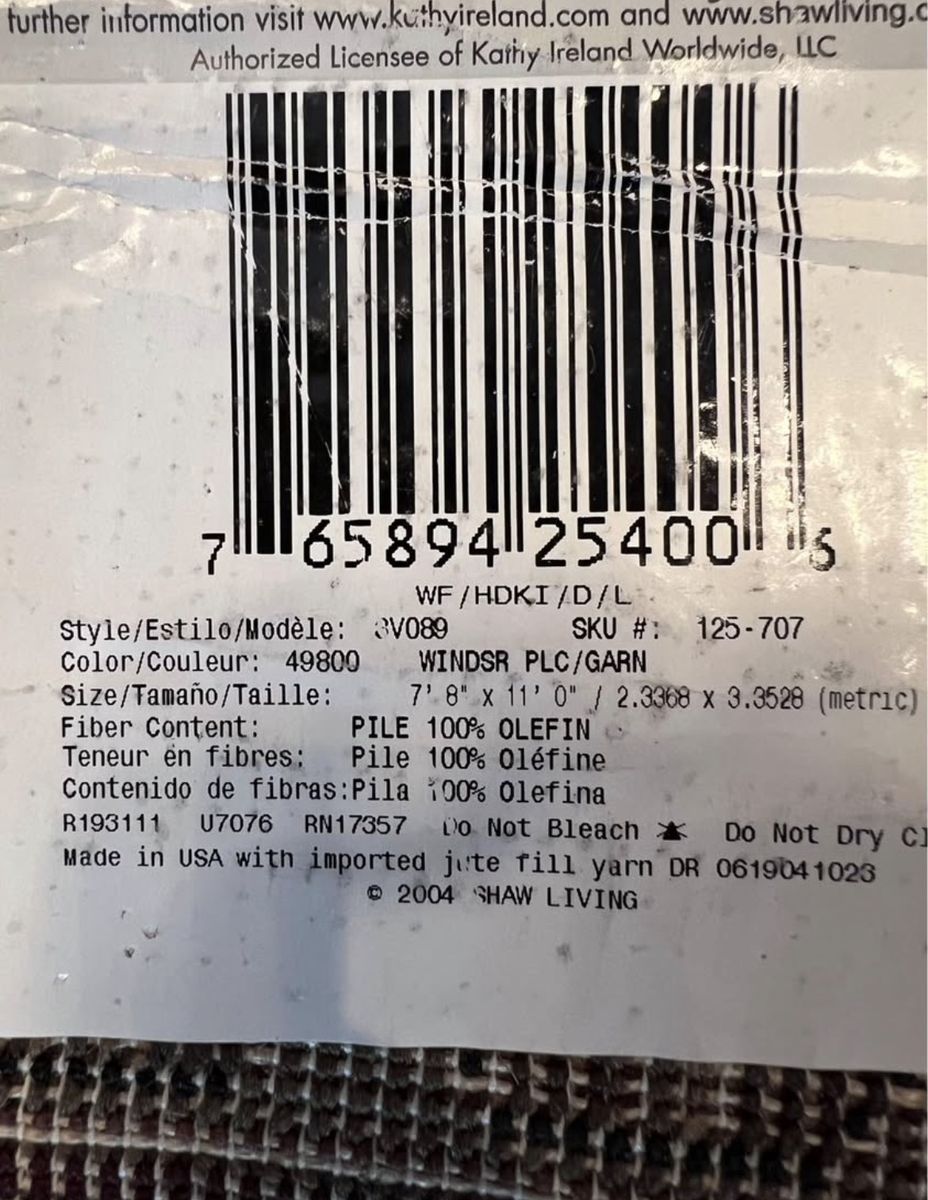 further information visit www.kathyireland.com and www.shawliving.c
Authorized Licensee of Kathy Ireland Worldwide, LLC
7 65894 25400 6
WF/HDKI/D/L
Style/Estilo/Modèle: 3V089 SKU #: 125-707
Color/Couleur: 49800 WINDSR PLC/GARN
Size/Tamaño/Taille: 7' 8" x 11' 0" / 2.3368 x 3.3528 (metric)
Fiber Content: PILE 100% OLEFIN
Teneur en fibres: Pile 100% Oléfine
Contenido de fibras: Pila 100% Olefina
R193111 U7076 RN17357 Do Not Bleach Do Not Dry Cl
Made in USA with imported jute fill yarn DR 0619041023
© 2004 SHAW LIVING